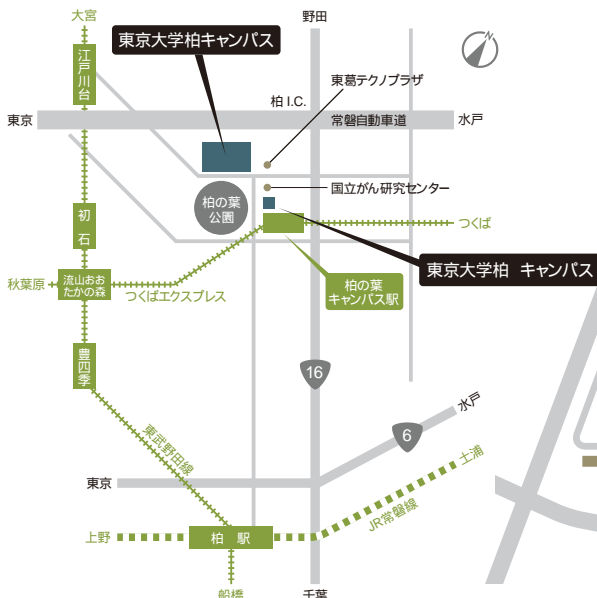 大宮
野田
東京大学柏キャンパス
江戸川台
東葛テクノプラザ
柏 I.C.
東京
常磐自動車道
水戸
国立がん研究センター
柏の葉
公園
初石
つくば
東京大学柏 キャンパス
柏の葉
キャンパス駅
秋葉原
流山おお
たかの森
つくばエクスプレス
豊四季
16
水戸
6
東武野田線
土浦
東京
JR常磐線
上野
柏 駅
船橋
千葉